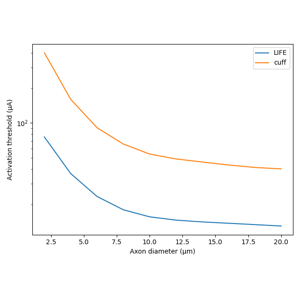 LIFE
cuff
Activation threshold (μA)
10²
2.5 5.0 7.5 10.0 12.5 15.0 17.5 20.0
Axon diameter (μm)